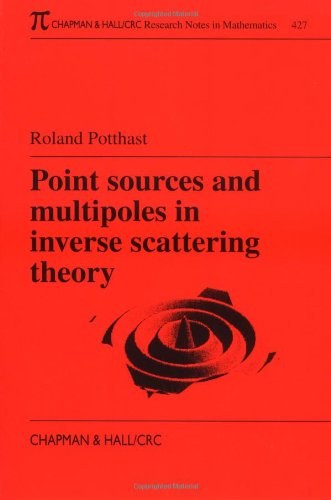 π CHAPMAN & HALL/CRC Research Notes in Mathematics 427
Roland Potthast
Point sources and
multipoles in
inverse scattering
theory
CHAPMAN & HALL/CRC